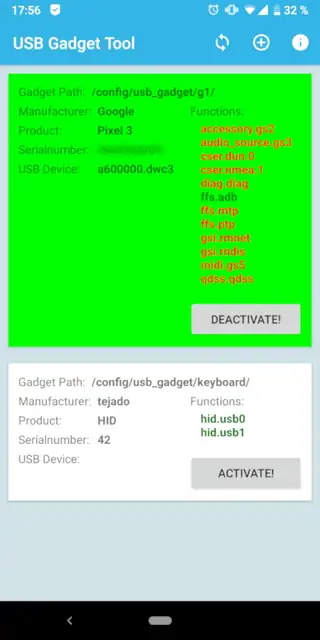 17:56
32 %
USB Gadget Tool
Gadget Path: /config/usb_gadget/g1/
Manufacturer: Google
Functions:
Product: Pixel 3
accessory.gs2
Serialnumber:
audio_source.gs3
USB Device: a600000.dwc3
cser.dun.0
cser.nmea.1
diag.diag
ffs.adb
ffs.mtp
ffs.ptp
gsi.rmnet
gsi.rndis
midi.gs5
qdss.qdss
DEACTIVATE!
Gadget Path: /config/usb_gadget/keyboard/
Manufacturer: tejado
Functions:
Product: HID
hid.usb0
Serialnumber: 42
hid.usb1
USB Device:
ACTIVATE!